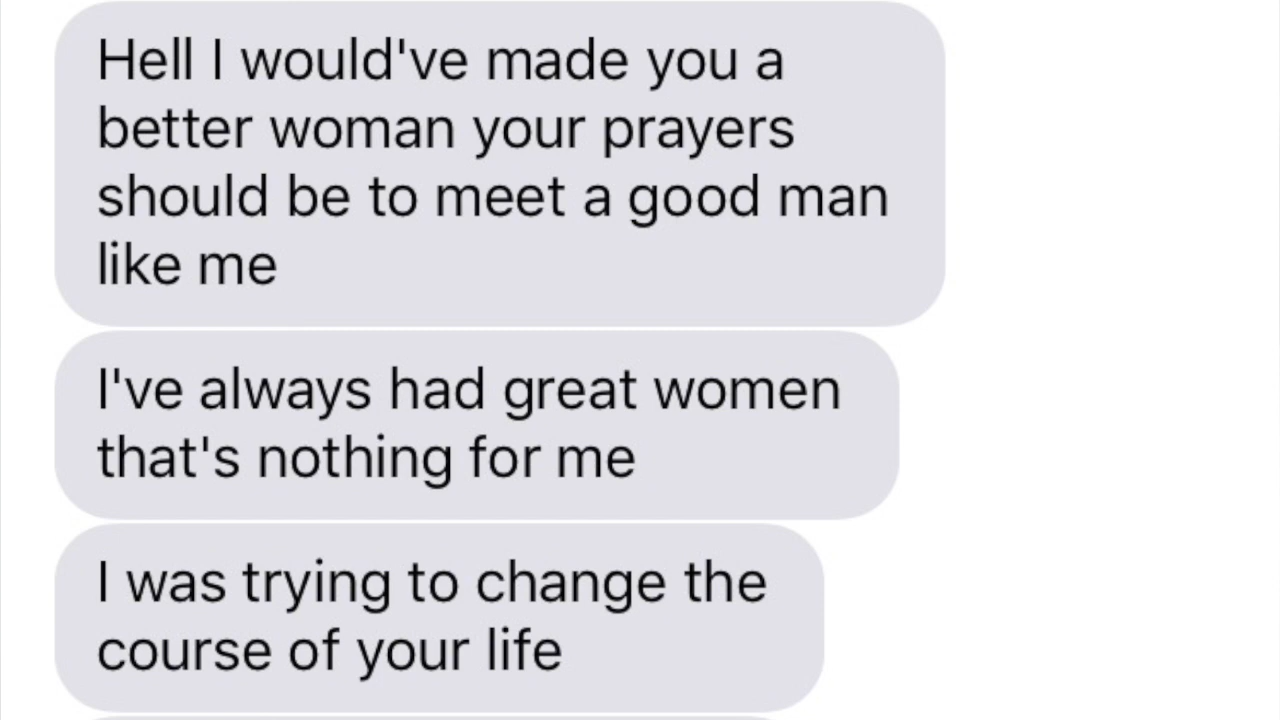 Hell I would've made you a
better woman your prayers
should be to meet a good man
like me
I've always had great women
that's nothing for me
I was trying to change the
course of your life